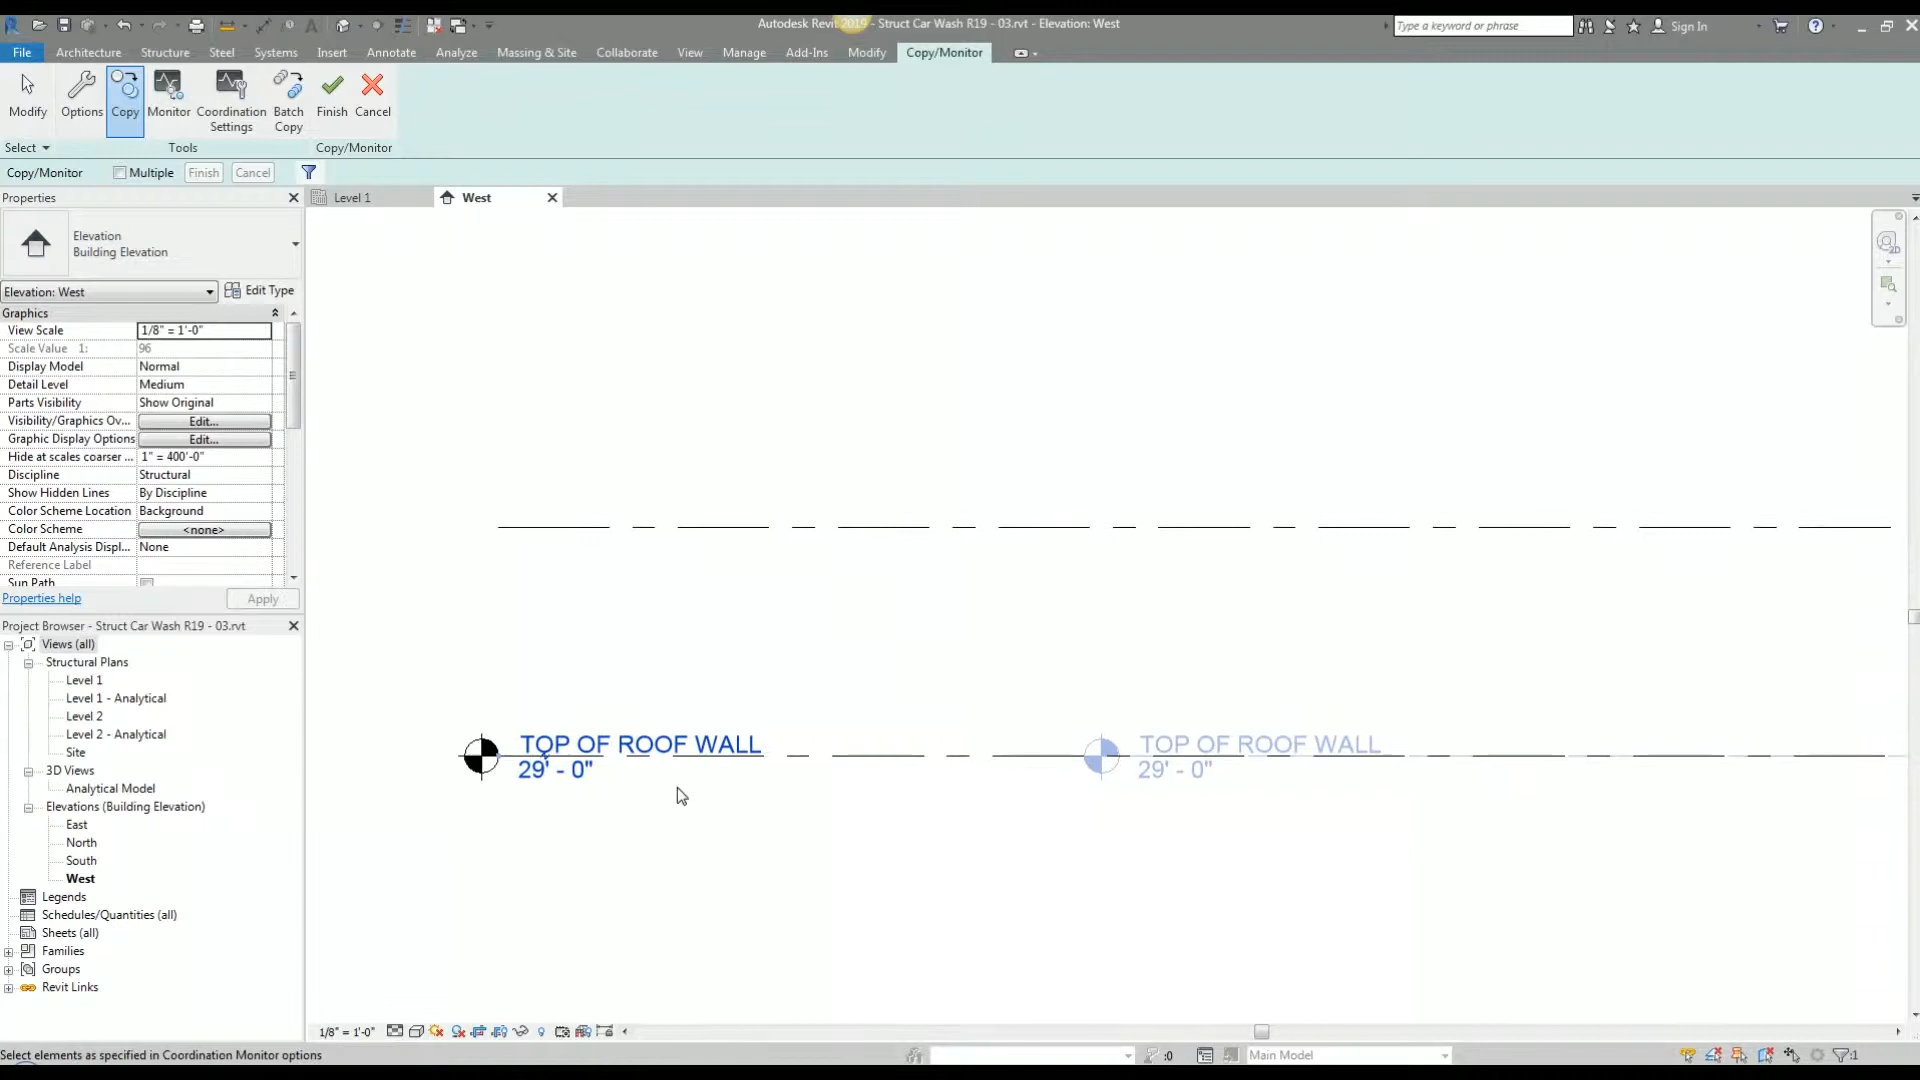 Autodesk Revit 2019 - Struct Car Wash R19 - 03.rvt - Elevation: West
Type a keyword or phrase
Sign In
File Architecture Structure Steel Systems Insert Annotate Analyze Massing & Site Collaborate View Manage Add-Ins Modify Copy/Monitor
Modify Options Copy Monitor Coordination Settings Batch Copy Finish Cancel
Select Tools Copy/Monitor
Copy/Monitor Multiple Finish Cancel
Properties
Level 1
West
Elevation
Building Elevation
Elevation: West
Edit Type
Graphics
View Scale 1/8" = 1'-0"
Scale Value 1: 96
Display Model Normal
Detail Level Medium
Parts Visibility Show Original
Visibility/Graphics Ov... Edit...
Graphic Display Options Edit...
Hide at scales coarser ... 1" = 400'-0"
Discipline Structural
Show Hidden Lines By Discipline
Color Scheme Location Background
Color Scheme <none>
Default Analysis Displ... None
Reference Label
Sun Path
Properties help
Apply
Project Browser - Struct Car Wash R19 - 03.rvt
Views (all)
Structural Plans
Level 1
Level 1 - Analytical
Level 2
Level 2 - Analytical
Site
3D Views
Analytical Model
Elevations (Building Elevation)
East
North
South
West
Legends
Schedules/Quantities (all)
Sheets (all)
Families
Groups
Revit Links
TOP OF ROOF WALL
29' - 0"
TOP OF ROOF WALL
29' - 0"
2D
1/8" = 1'-0"
Select elements as specified in Coordination Monitor options
:0
Main Model
:1